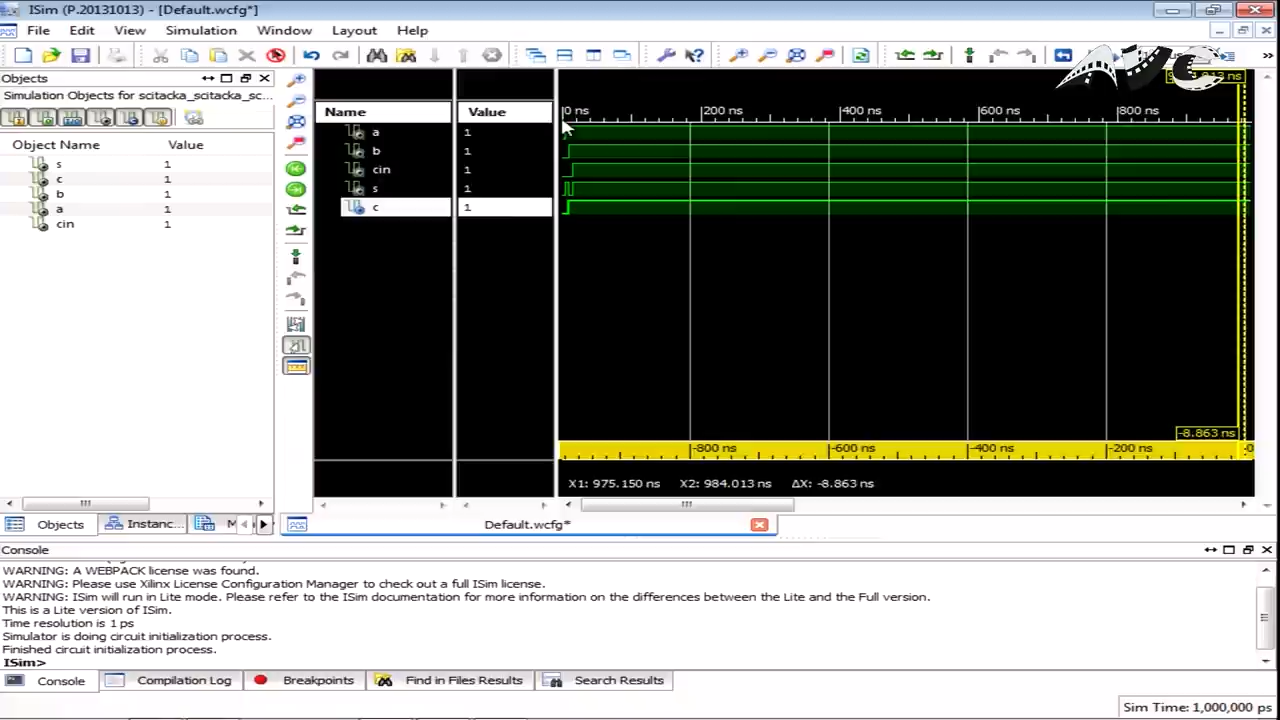 ISim (P.20131013) - [Default.wcfg*]
File Edit View Simulation Window Layout Help
Objects
Simulation Objects for scitacka_scitacka_sc...
Object Name Value
s 1
c 1
b 1
a 1
cin 1
Name Value
a 1
b 1
cin 1
s 1
c 1
0 ns 200 ns 400 ns 600 ns 800 ns
-8.863 ns
-800 ns -600 ns -400 ns -200 ns
X1: 975.150 ns X2: 984.013 ns ΔX: -8.863 ns
Objects Instanc...
Default.wcfg*
Console
WARNING: A WEBPACK license was found.
WARNING: Please use Xilinx License Configuration Manager to check out a full ISim license.
WARNING: ISim will run in Lite mode. Please refer to the ISim documentation for more information on the differences between the Lite and the Full version.
This is a Lite version of ISim.
Time resolution is 1 ps
Simulator is doing circuit initialization process.
Finished circuit initialization process.
ISim>
Console Compilation Log Breakpoints Find in Files Results Search Results
Sim Time: 1,000,000 ps